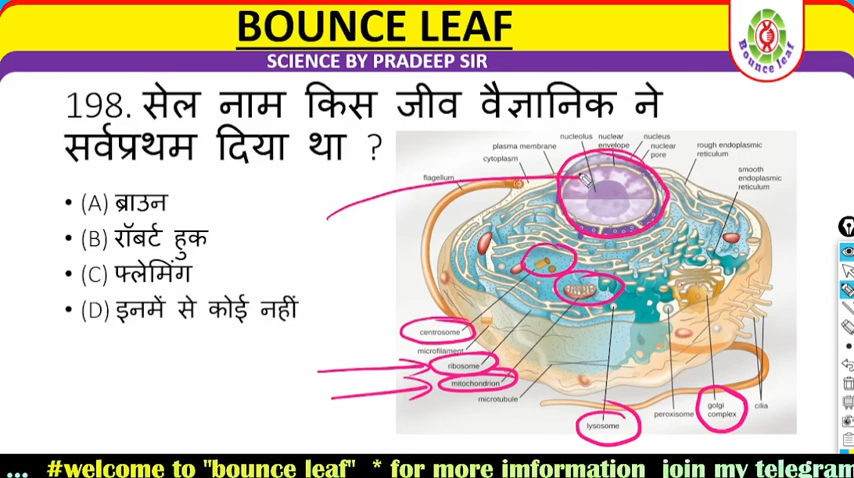 BOUNCE LEAF
SCIENCE BY PRADEEP SIR
Bounce leaf
198. सेल नाम किस जीव वैज्ञानिक ने
सर्वप्रथम दिया था ?
• (A) ब्राउन
• (B) रॉबर्ट हुक
• (C) फ्लेमिंग
• (D) इनमें से कोई नहीं
nucleolus
nuclear
envelope
nucleus
nuclear
pore
plasma membrane
cytoplasm
rough endoplasmic
reticulum
smooth
endoplasmic
reticulum
flagellum
centrosome
microfilament
ribosome
mitochondrion
microtubule
lysosome
peroxisome
golgi
complex
cilia
... #welcome to "bounce leaf" * for more imformation join my telegram